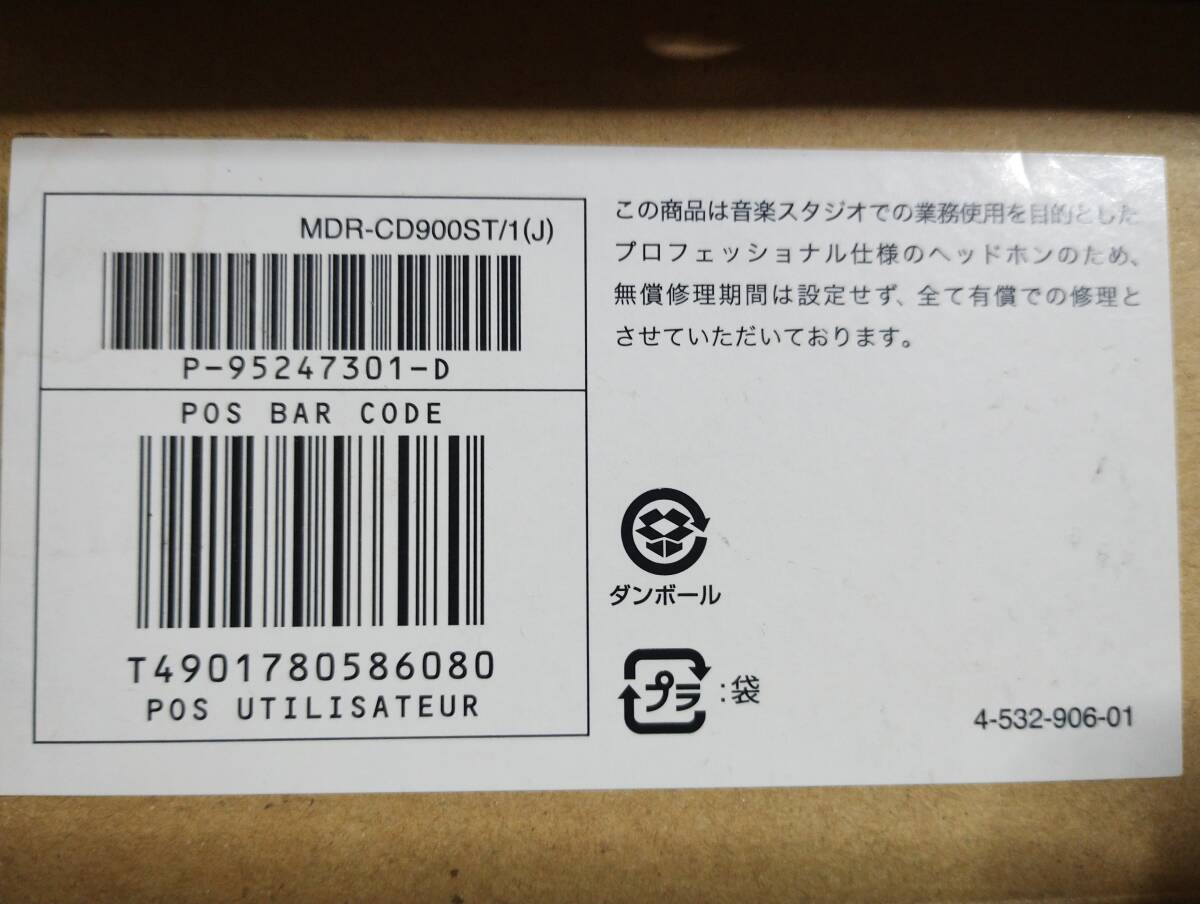 MDR-CD900ST/1(J)
P-95247301-D
POS BAR CODE
T4901780586080
POS UTILISATEUR
この商品は音楽スタジオでの業務使用を目的とした
プロフェッショナル仕様のヘッドホンのため、
無償修理期間は設定せず、全て有償での修理と
させていただいております。
ダンボール
プラ:袋
4-532-906-01